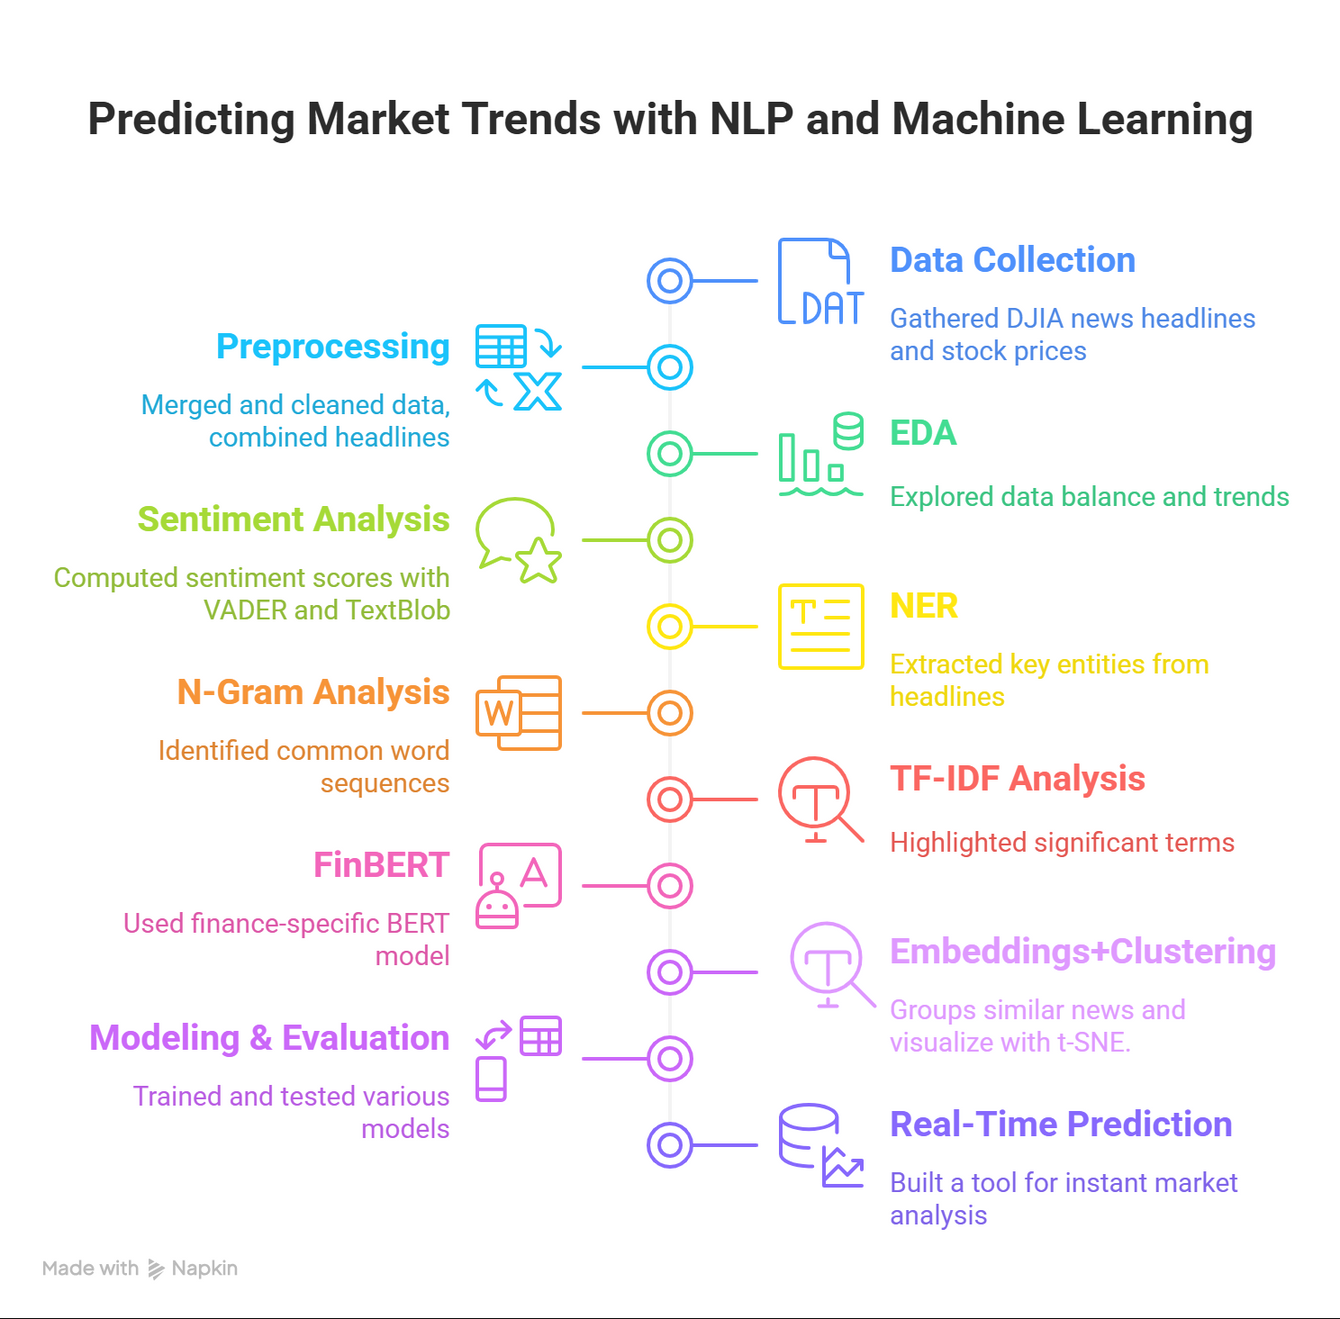 Predicting Market Trends with NLP and Machine Learning
Data Collection
DAT
Gathered DJIA news headlines
and stock prices
Preprocessing
Merged and cleaned data,
combined headlines
EDA
Explored data balance and trends
Sentiment Analysis
Computed sentiment scores with
VADER and TextBlob
NER
T
Extracted key entities from
headlines
N-Gram Analysis
W
Identified common word
sequences
TF-IDF Analysis
T
Highlighted significant terms
FinBERT
A
Used finance-specific BERT
model
Embeddings+Clustering
T
Groups similar news and
visualize with t-SNE.
Modeling & Evaluation
Trained and tested various
models
Real-Time Prediction
Built a tool for instant market
analysis
Made with Napkin